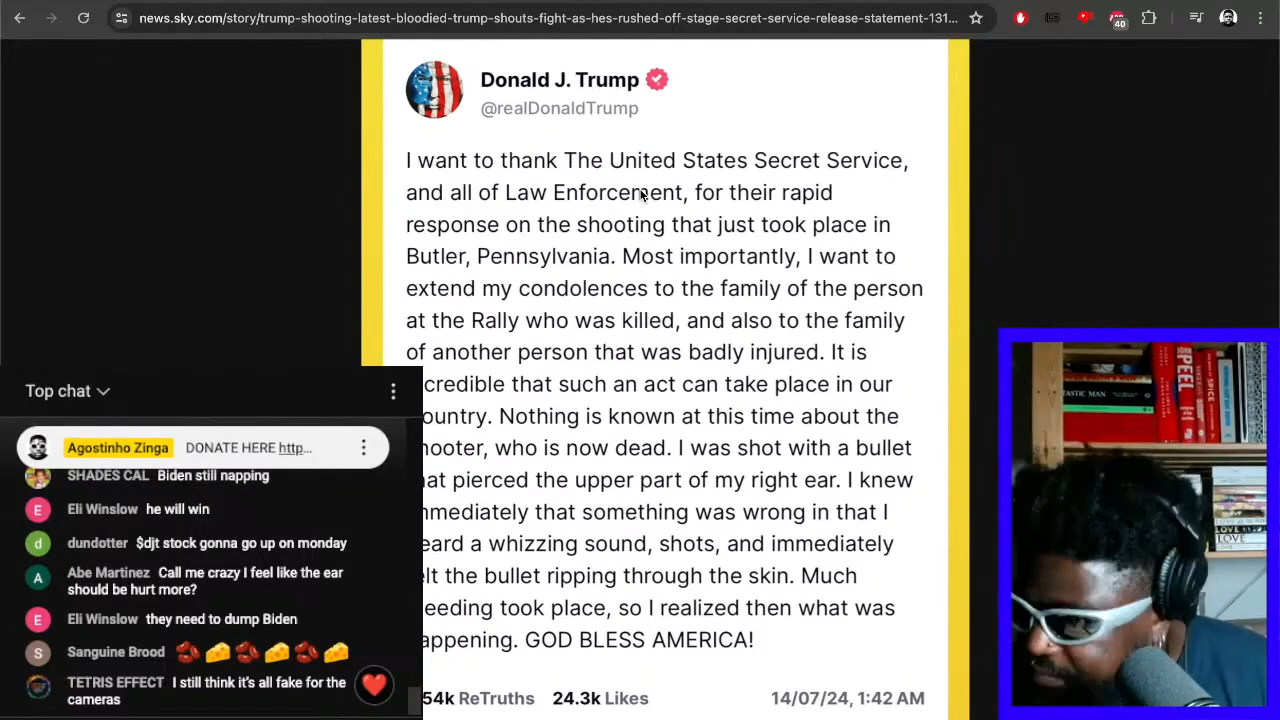 news.sky.com/story/trump-shooting-latest-bloodied-trump-shouts-fight-as-hes-rushed-off-stage-secret-service-release-statement-131...
40
Donald J. Trump
@realDonaldTrump
I want to thank The United States Secret Service,
and all of Law Enforcement, for their rapid
response on the shooting that just took place in
Butler, Pennsylvania. Most importantly, I want to
extend my condolences to the family of the person
at the Rally who was killed, and also to the family
of another person that was badly injured. It is
credible that such an act can take place in our
ountry. Nothing is known at this time about the
hooter, who is now dead. I was shot with a bullet
hat pierced the upper part of my right ear. I knew
mmediately that something was wrong in that I
eard a whizzing sound, shots, and immediately
elt the bullet ripping through the skin. Much
leeding took place, so I realized then what was
appening. GOD BLESS AMERICA!
54k ReTruths 24.3k Likes 14/07/24, 1:42 AM
Top chat
Agostinho Zinga DONATE HERE http...
SHADES CAL Biden still napping
Eli Winslow he will win
d
dundotter $djt stock gonna go up on monday
Abe Martinez Call me crazy I feel like the ear
should be hurt more?
Eli Winslow they need to dump Biden
Sanguine Brood
TETRIS EFFECT I still think it's all fake for the
cameras
TASTIC MAN
PEEL
SPICE
LOVE